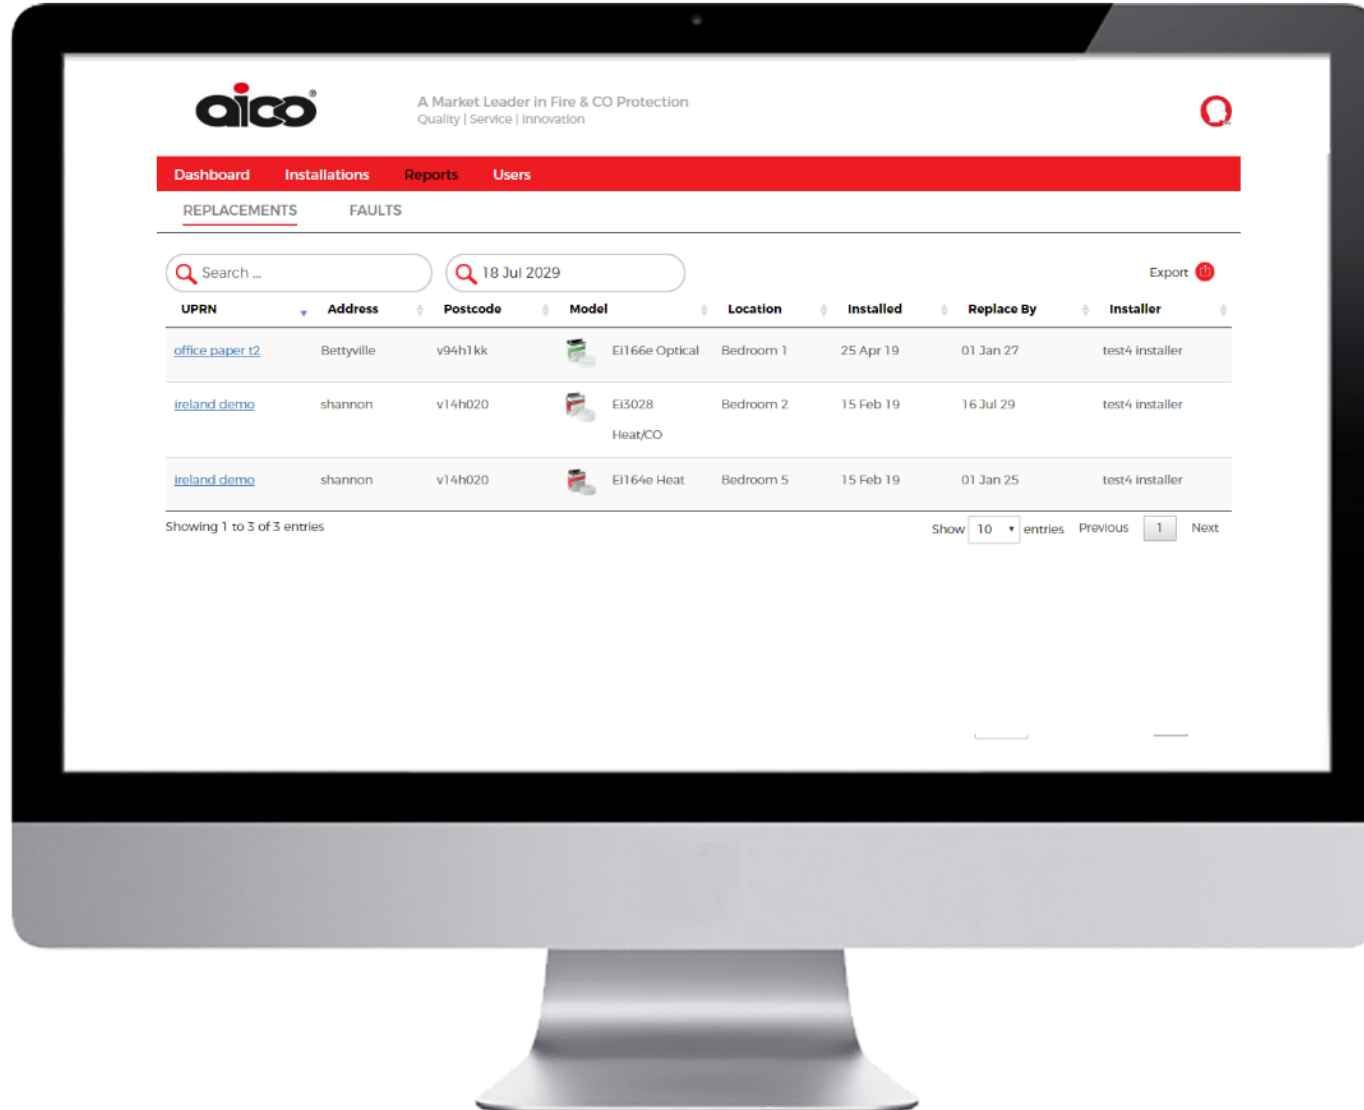 aico®
A Market Leader in Fire & CO Protection
Quality | Service | Innovation
Dashboard Installations Reports Users
REPLACEMENTS FAULTS
Search ... 18 Jul 2029 Export
UPRN Address Postcode Model Location Installed Replace By Installer
office paper t2 Bettyville v94h1kk Ei166e Optical Bedroom 1 25 Apr 19 01 Jan 27 test4 installer
ireland demo shannon v14h020 Ei3028 Bedroom 2 15 Feb 19 16 Jul 29 test4 installer
Heat/CO
ireland demo shannon v14h020 Ei164e Heat Bedroom 5 15 Feb 19 01 Jan 25 test4 installer
Showing 1 to 3 of 3 entries Show 10 entries Previous 1 Next